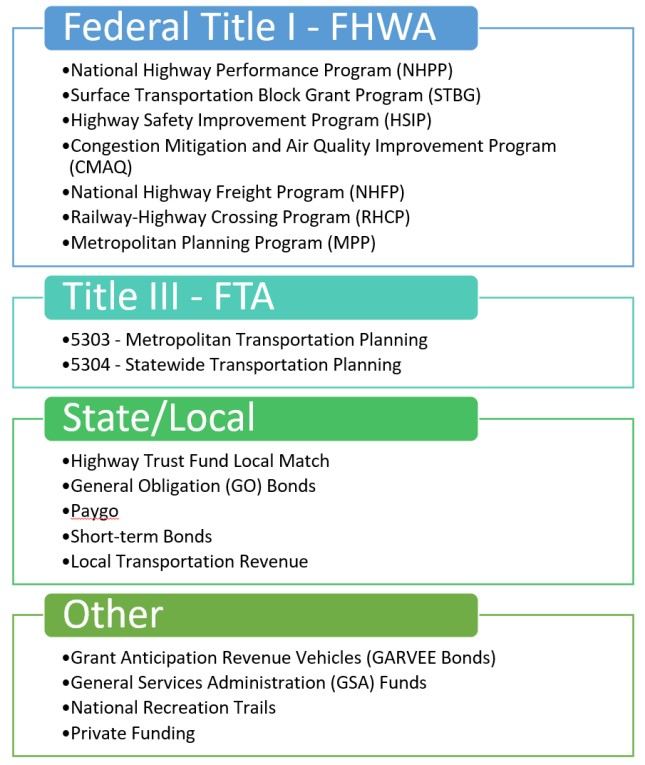 Federal Title I - FHWA
•National Highway Performance Program (NHPP)
•Surface Transportation Block Grant Program (STBG)
•Highway Safety Improvement Program (HSIP)
•Congestion Mitigation and Air Quality Improvement Program
(CMAQ)
•National Highway Freight Program (NHFP)
•Railway-Highway Crossing Program (RHCP)
•Metropolitan Planning Program (MPP)
Title III - FTA
•5303 - Metropolitan Transportation Planning
•5304 - Statewide Transportation Planning
State/Local
•Highway Trust Fund Local Match
•General Obligation (GO) Bonds
•Paygo
•Short-term Bonds
•Local Transportation Revenue
Other
•Grant Anticipation Revenue Vehicles (GARVEE Bonds)
•General Services Administration (GSA) Funds
•National Recreation Trails
•Private Funding